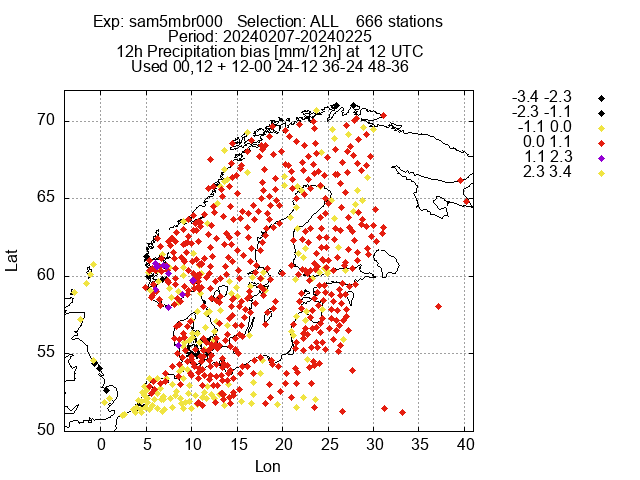 Exp: sam5mbr000 Selection: ALL 666 stations
Period: 20240207-20240225
12h Precipitation bias [mm/12h] at 12 UTC
Used 00,12 + 12-00 24-12 36-24 48-36
-3.4 -2.3
-2.3 -1.1
-1.1 0.0
0.0 1.1
1.1 2.3
2.3 3.4
70
65
60
55
50
Lat
0 5 10 15 20 25 30 35 40
Lon